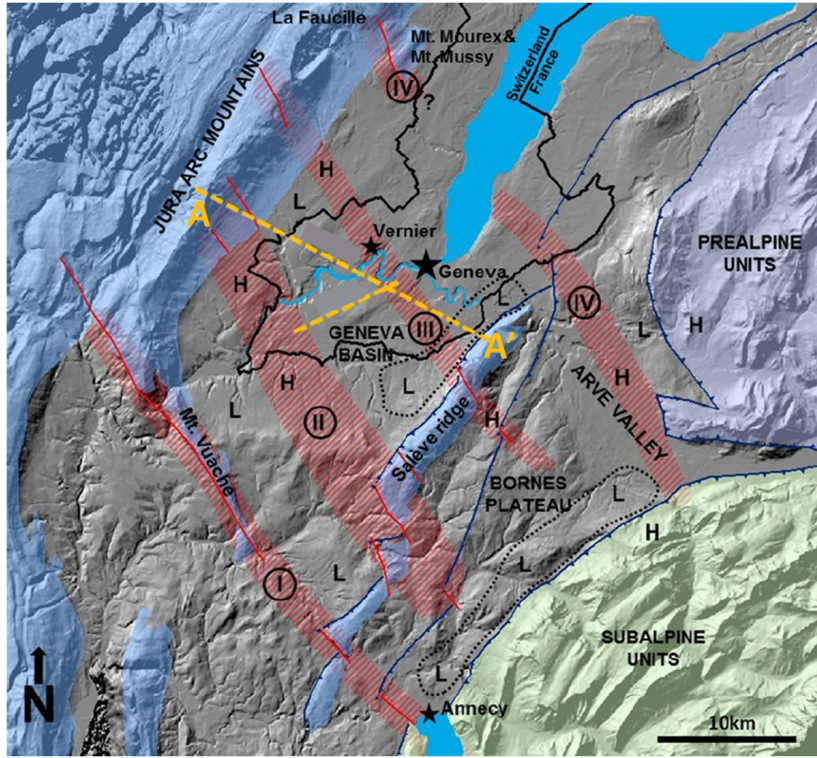 La Faucille
Mt. Mourex &
Mt. Mussy
IV
?
Switzerland
France
JURA ARC MOUNTAINS
H
L
A
Vernier
Geneva
PREALPINE
UNITS
H
L
IV
L
H
III
GENEVA
BASIN
A'
H
L
H
L
ARVE VALLEY
II
Mt. Vuache
Salève ridge
H
BORNES
PLATEAU
L
H
L
L
I
SUBALPINE
UNITS
L
N
Annecy
10km